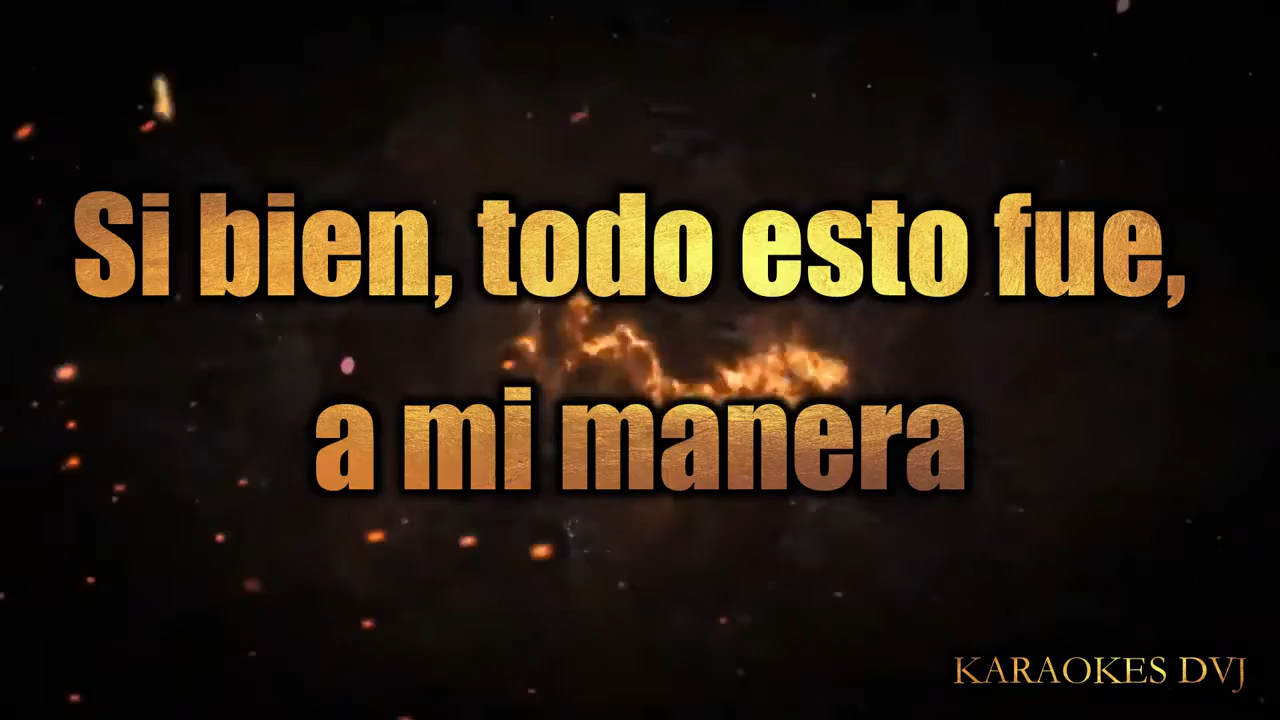 Si bien, todo esto fue,
a mi manera
KARAOKES DVJ